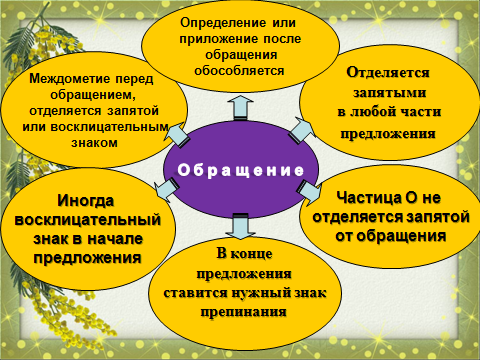 Определение или
приложение после
обращения
обособляется
Междометие перед
обращением,
отделяется запятой
или восклицательным
знаком
Отделяется
запятыми
в любой части
предложения
Обращение
Иногда
восклицательный
знак в начале
предложения
Частица О не
отделяется запятой
от обращения
В конце
предложения
ставится нужный знак
препинания